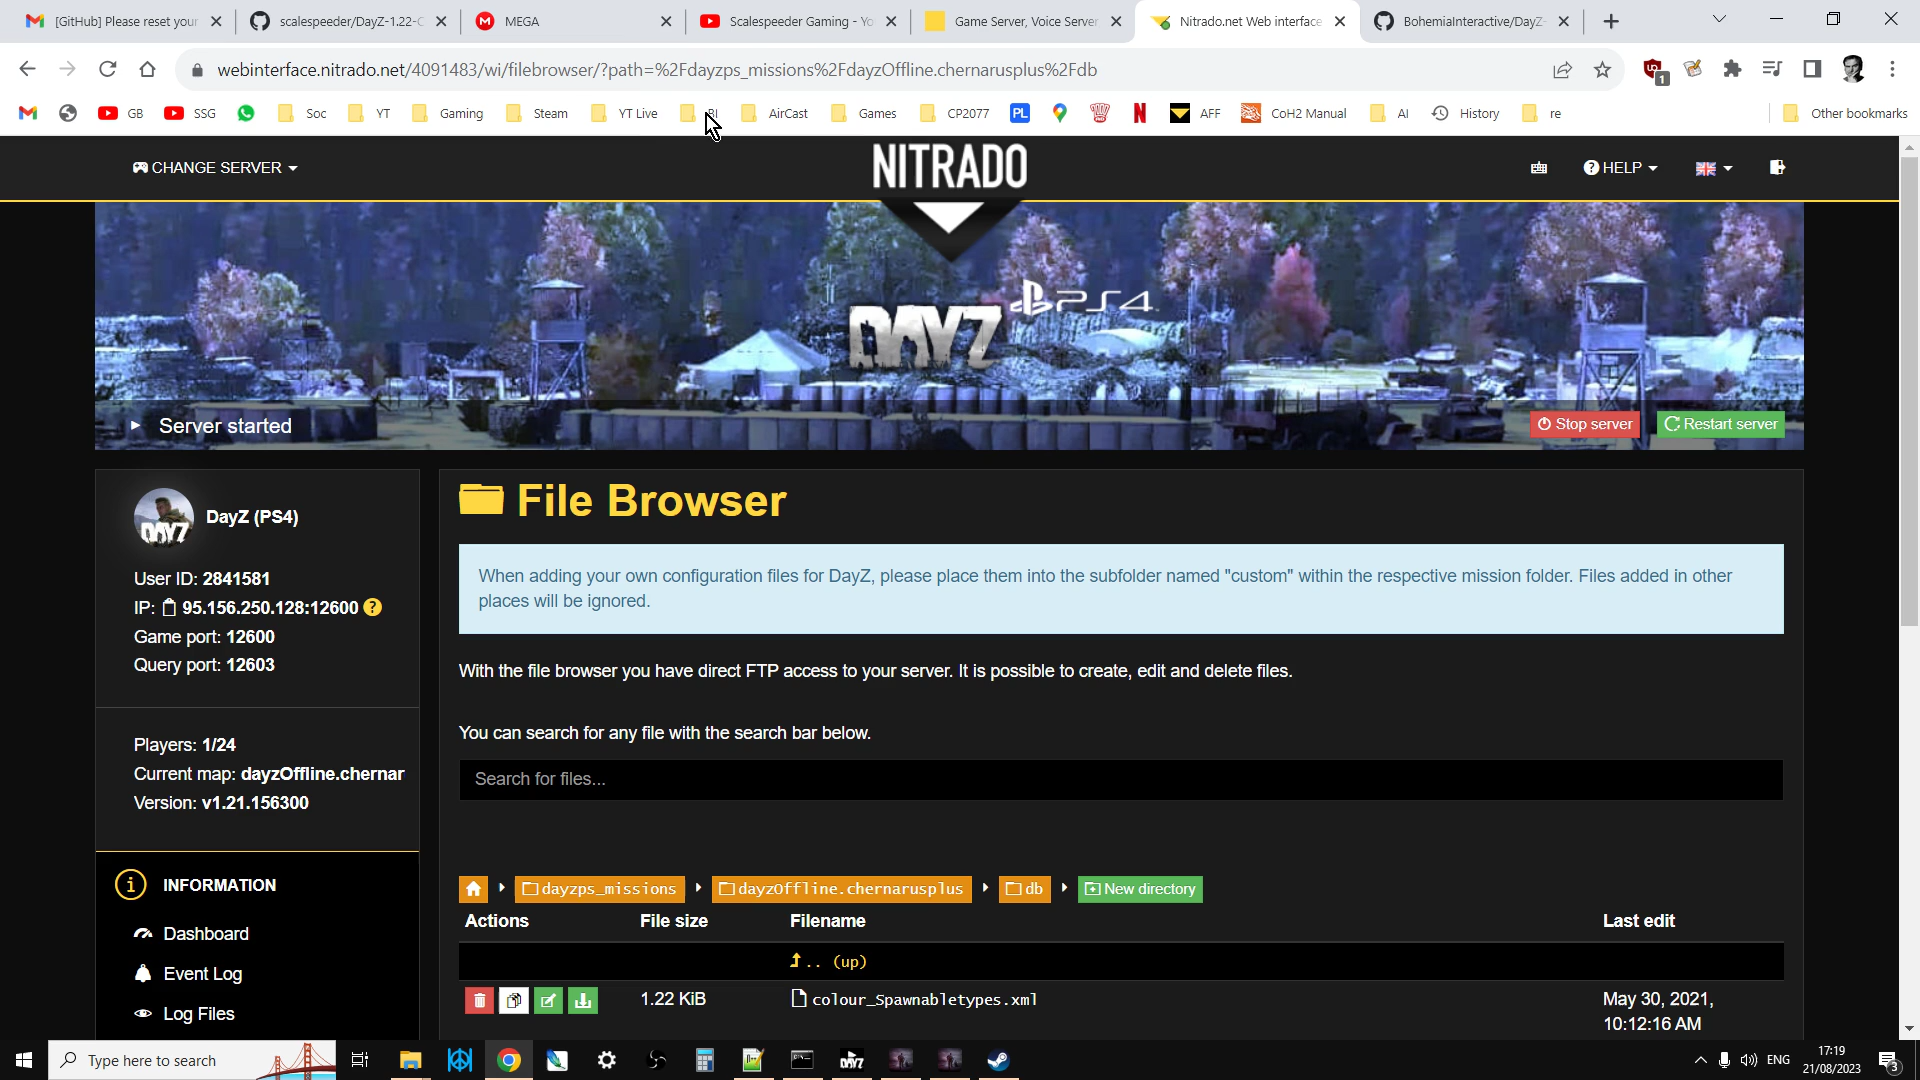 [GitHub] Please reset your
scalespeeder/DayZ-1.22-C
MEGA
Scalespeeder Gaming - Yo
Game Server, Voice Server
Nitrado.net Web interface
BohemiaInteractive/DayZ-
webinterface.nitrado.net/4091483/wi/filebrowser/?path=%2Fdayzps_missions%2FdayzOffline.chernarusplus%2Fdb
1
GB
SSG
Soc
YT
Gaming
Steam
YT Live
BI
AirCast
Games
CP2077
PL
AFF
CoH2 Manual
AI
History
re
Other bookmarks
CHANGE SERVER
NITRADO
HELP
DAYZ PS4
Server started
Stop server
Restart server
DAYZ
DayZ (PS4)
User ID: 2841581
IP: 95.156.250.128:12600 ?
Game port: 12600
Query port: 12603
Players: 1/24
Current map: dayzOffline.chernar
Version: v1.21.156300
INFORMATION
Dashboard
Event Log
Log Files
File Browser
When adding your own configuration files for DayZ, please place them into the subfolder named "custom" within the respective mission folder. Files added in other
places will be ignored.
With the file browser you have direct FTP access to your server. It is possible to create, edit and delete files.
You can search for any file with the search bar below.
Search for files...
dayzps_missions
dayzOffline.chernarusplus
db
New directory
Actions
File size
Filename
Last edit
.. (up)
1.22 KiB
colour_Spawnabletypes.xml
May 30, 2021,
10:12:16 AM
Type here to search
DAYZ
ENG
17:19
21/08/2023
3